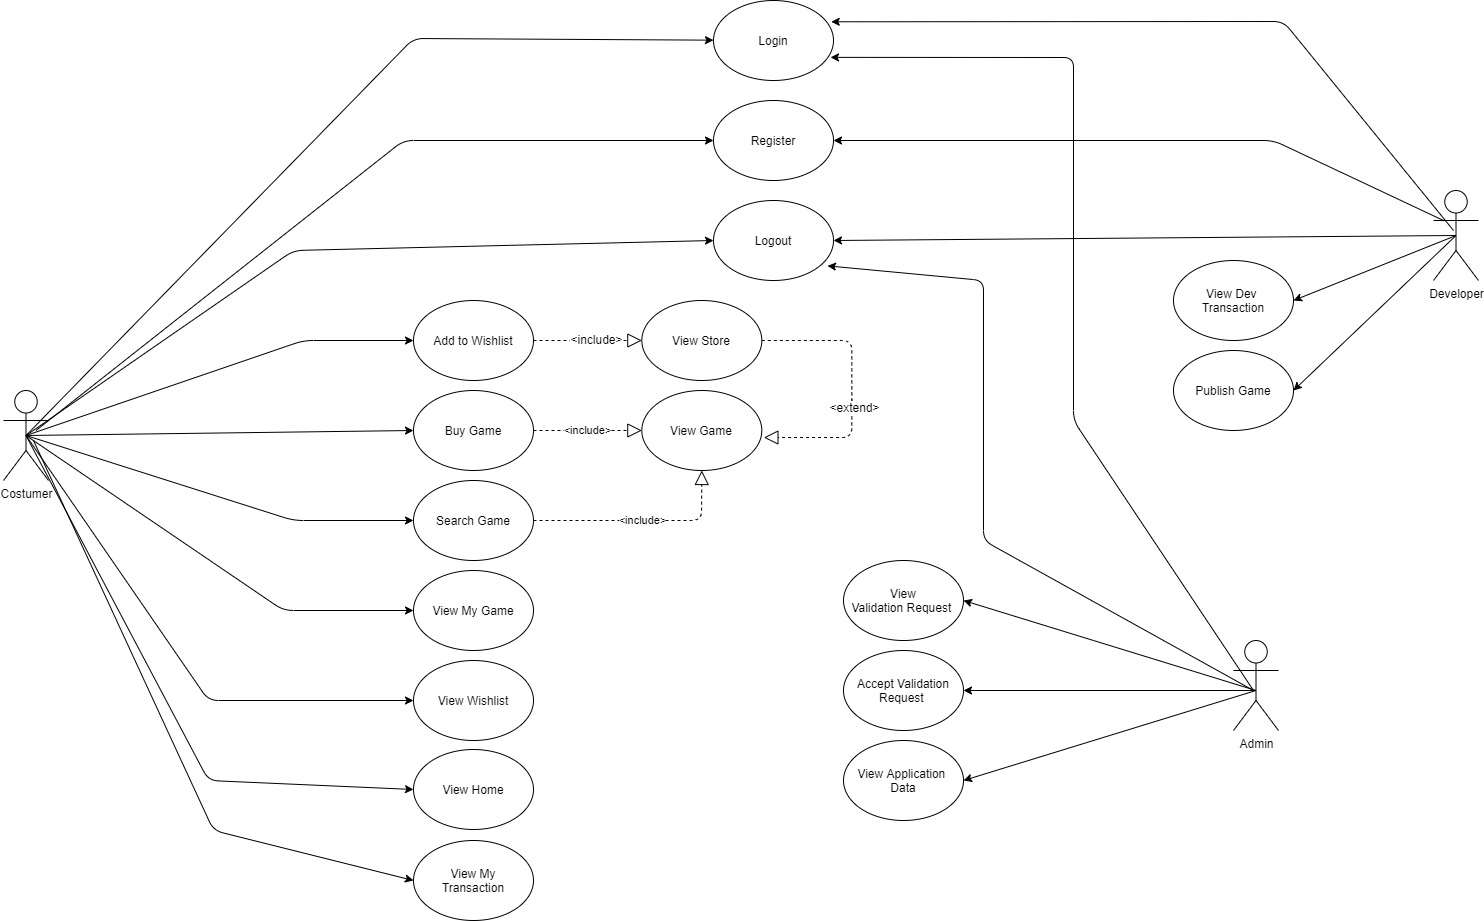 Login
Register
Logout
Developer
View Dev
Transaction
Add to Wishlist
<include>
View Store
Publish Game
<extend>
Buy Game
<include>
View Game
Costumer
Search Game
<include>
View My Game
View
Validation Request
Accept Validation
Request
View Wishlist
Admin
View Application
Data
View Home
View My
Transaction